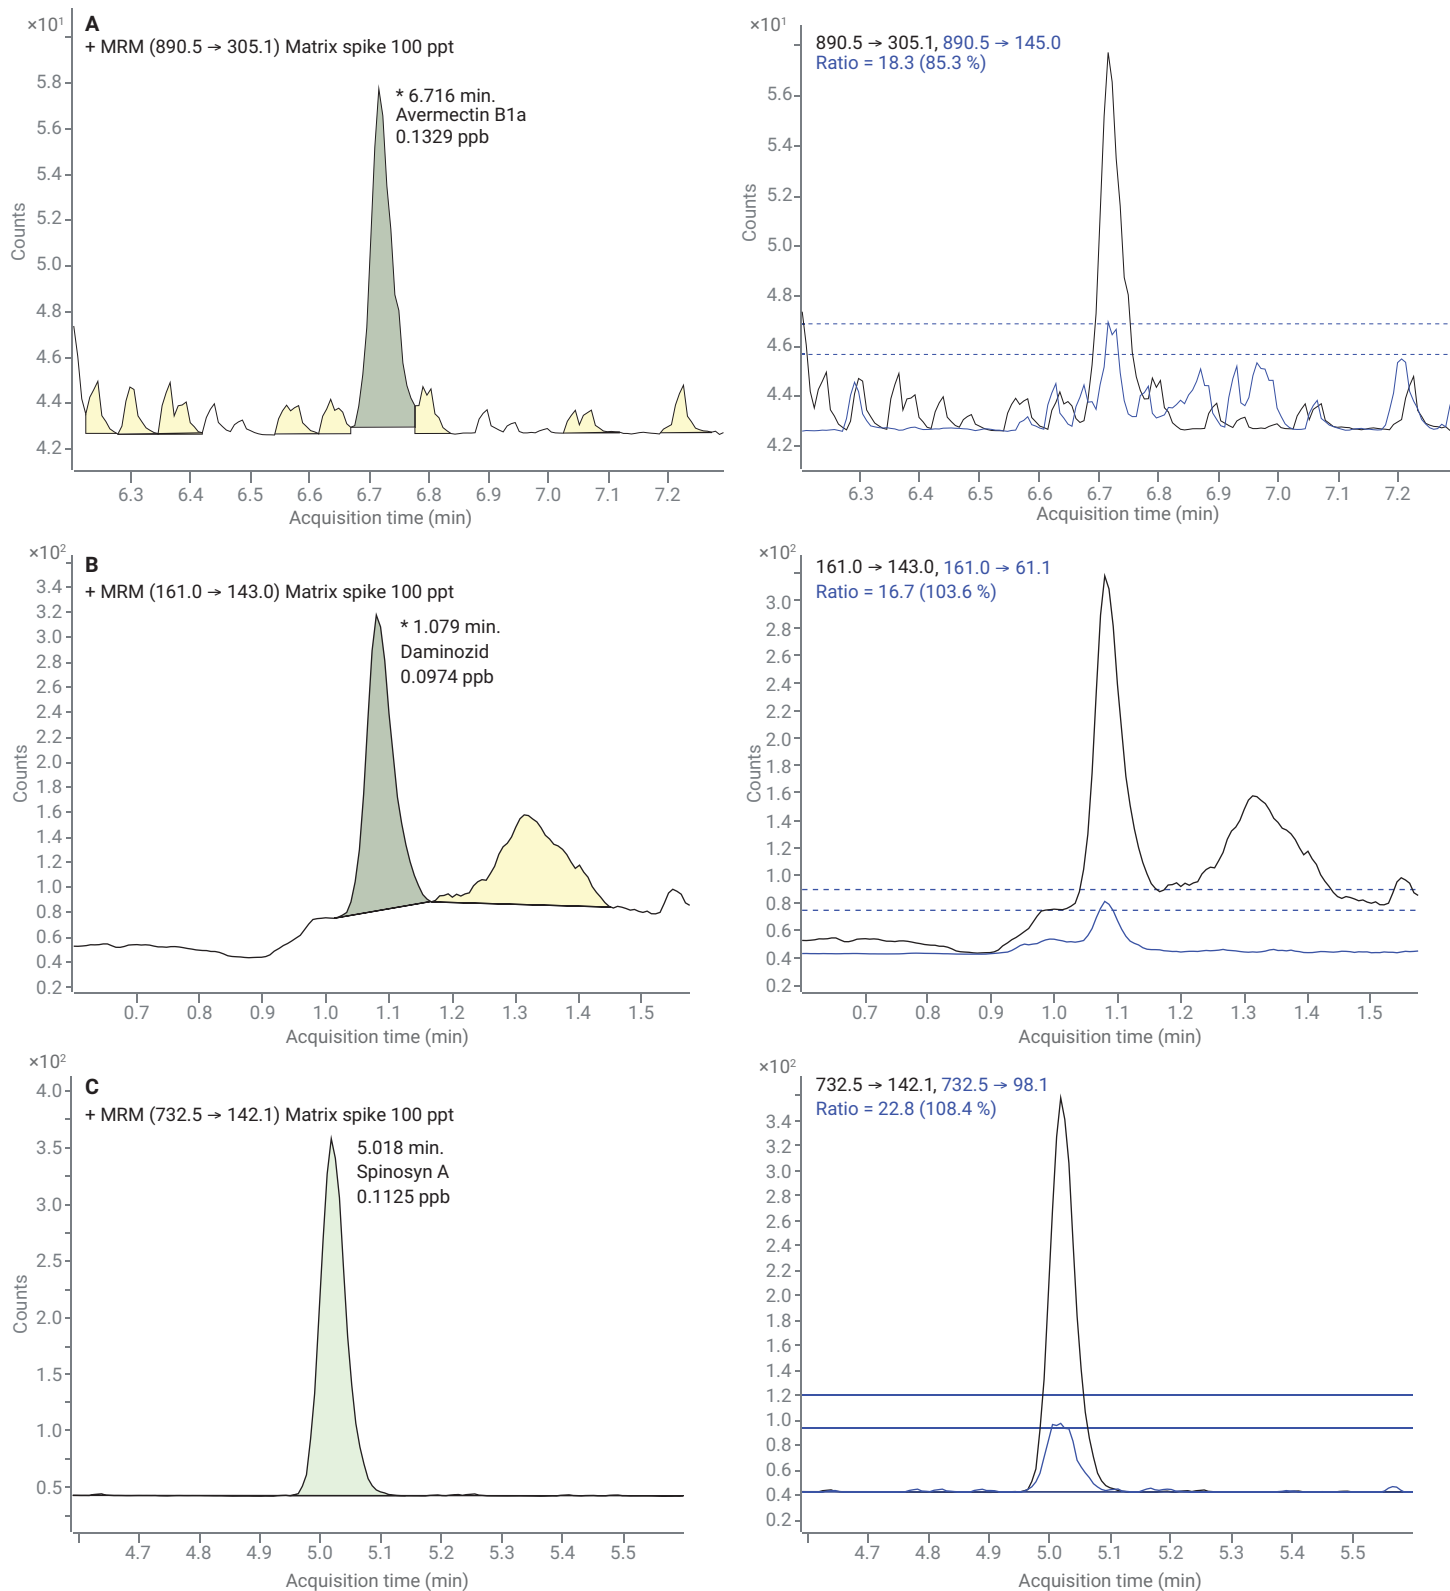 ×10¹
A
+ MRM (890.5 → 305.1) Matrix spike 100 ppt
* 6.716 min.
Avermectin B1a
0.1329 ppb
5.8
5.6
5.4
5.2
5.0
4.8
4.6
4.4
4.2
Counts
6.3 6.4 6.5 6.6 6.7 6.8 6.9 7.0 7.1 7.2
Acquisition time (min)
×10¹
890.5 → 305.1, 890.5 → 145.0
Ratio = 18.3 (85.3 %)
5.6
5.4
5.2
5.0
4.8
4.6
4.4
4.2
Counts
6.3 6.4 6.6 6.6 6.7 6.8 6.9 7.0 7.1 7.2
Acquisition time (min)
×10²
B
+ MRM (161.0 → 143.0) Matrix spike 100 ppt
* 1.079 min.
Daminozid
0.0974 ppb
3.4
3.2
3.0
2.8
2.6
2.4
2.2
2.0
1.8
1.6
1.4
1.2
1.0
0.8
0.6
0.4
0.2
Counts
0.7 0.8 0.9 1.0 1.1 1.2 1.3 1.4 1.5
Acquisition time (min)
×10²
161.0 → 143.0, 161.0 → 61.1
Ratio = 16.7 (103.6 %)
3.0
2.8
2.6
2.4
2.2
2.0
1.8
1.6
1.4
1.2
1.0
0.8
0.6
0.4
0.2
Counts
0.7 0.8 0.9 1.0 1.1 1.2 1.3 1.4 1.5
Acquisition time (min)
×10²
C
+ MRM (732.5 → 142.1) Matrix spike 100 ppt
5.018 min.
Spinosyn A
0.1125 ppb
4.0
3.5
3.0
2.5
2.0
1.5
1.0
0.5
Counts
4.7 4.8 4.9 5.0 5.1 5.2 5.3 5.4 5.5
Acquisition time (min)
×10²
732.5 → 142.1, 732.5 → 98.1
Ratio = 22.8 (108.4 %)
3.4
3.2
3.0
2.8
2.6
2.4
2.2
2.0
1.8
1.6
1.4
1.2
1.0
0.8
0.6
0.4
0.2
4.7 4.8 4.9 5.0 5.1 5.2 5.3 5.4 5.5
Acquisition time (min)